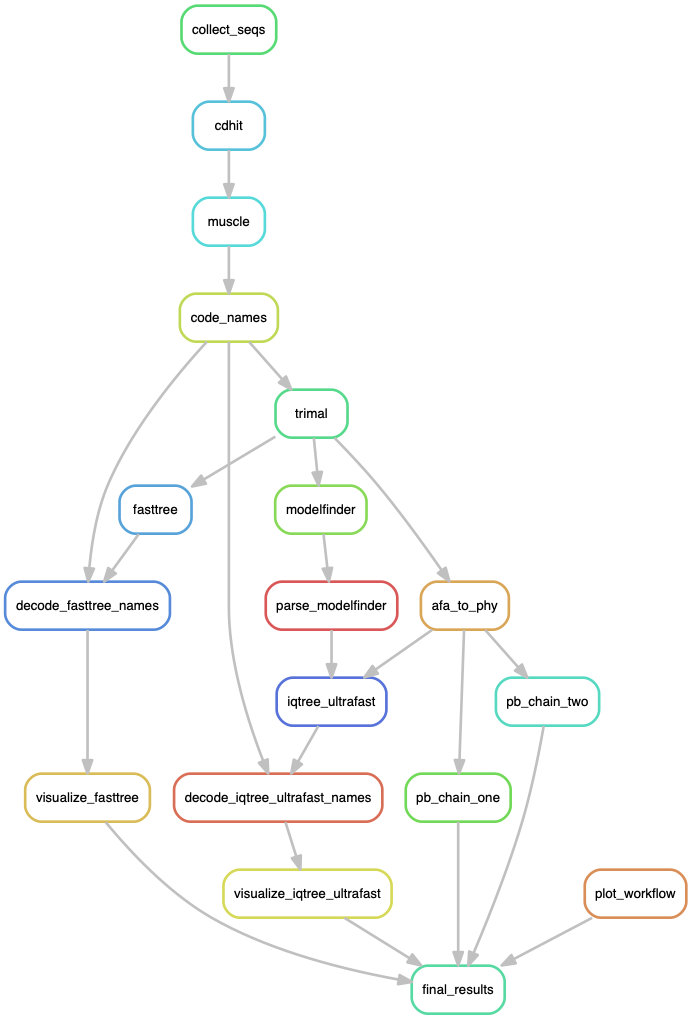 collect_seqs
cdhit
muscle
code_names
trimal
fasttree
modelfinder
decode_fasttree_names
parse_modelfinder
afa_to_phy
iqtree_ultrafast
pb_chain_two
visualize_fasttree
decode_iqtree_ultrafast_names
pb_chain_one
visualize_iqtree_ultrafast
plot_workflow
final_results